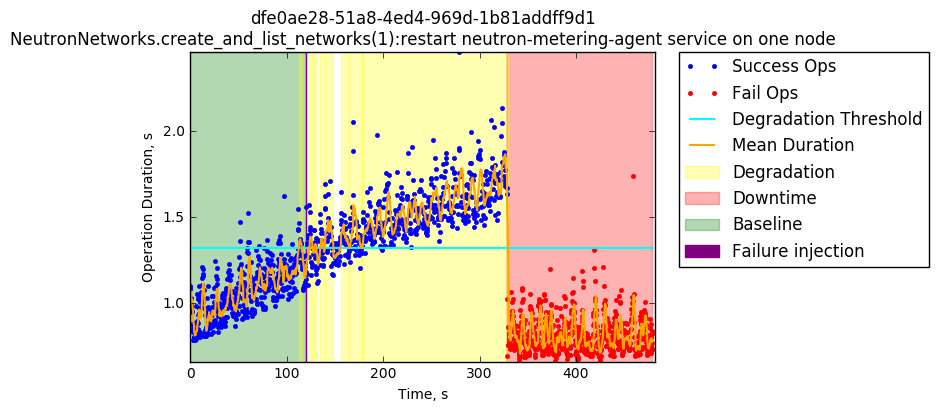 dfe0ae28-51a8-4ed4-969d-1b81addff9d1
NeutronNetworks.create_and_list_networks(1):restart neutron-metering-agent service on one node
Operation Duration, s
2.0
1.5
1.0
0
100
200
300
400
Time, s
Success Ops
Fail Ops
Degradation Threshold
Mean Duration
Degradation
Downtime
Baseline
Failure injection